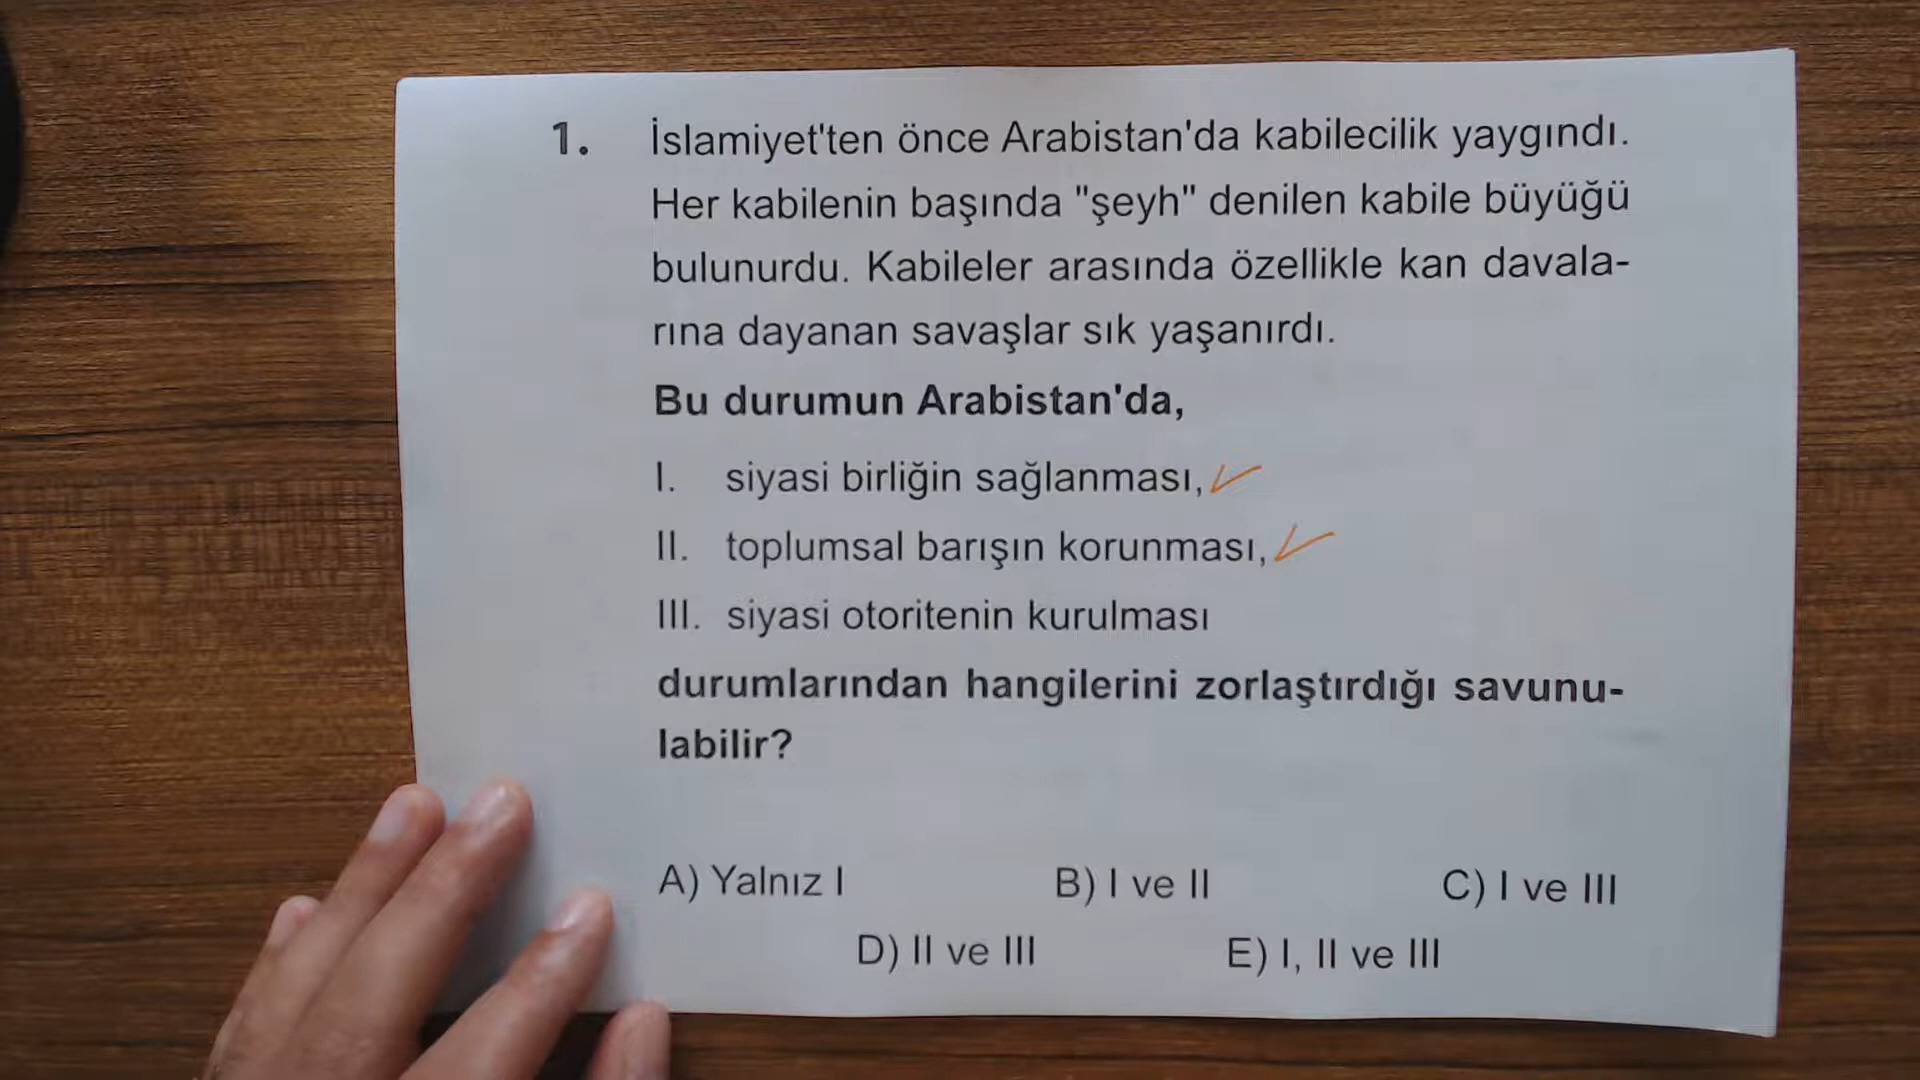 1. İslamiyet'ten önce Arabistan'da kabilecilik yaygındı.
Her kabilenin başında "şeyh" denilen kabile büyüğü
bulunurdu. Kabileler arasında özellikle kan davala-
rına dayanan savaşlar sık yaşanırdı.
Bu durumun Arabistan'da,
I. siyasi birliğin sağlanması,
II. toplumsal barışın korunması,
III. siyasi otoritenin kurulması
durumlarından hangilerini zorlaştırdığı savunu-
labilir?
A) Yalnız I B) I ve II C) I ve III
D) II ve III E) I, II ve III